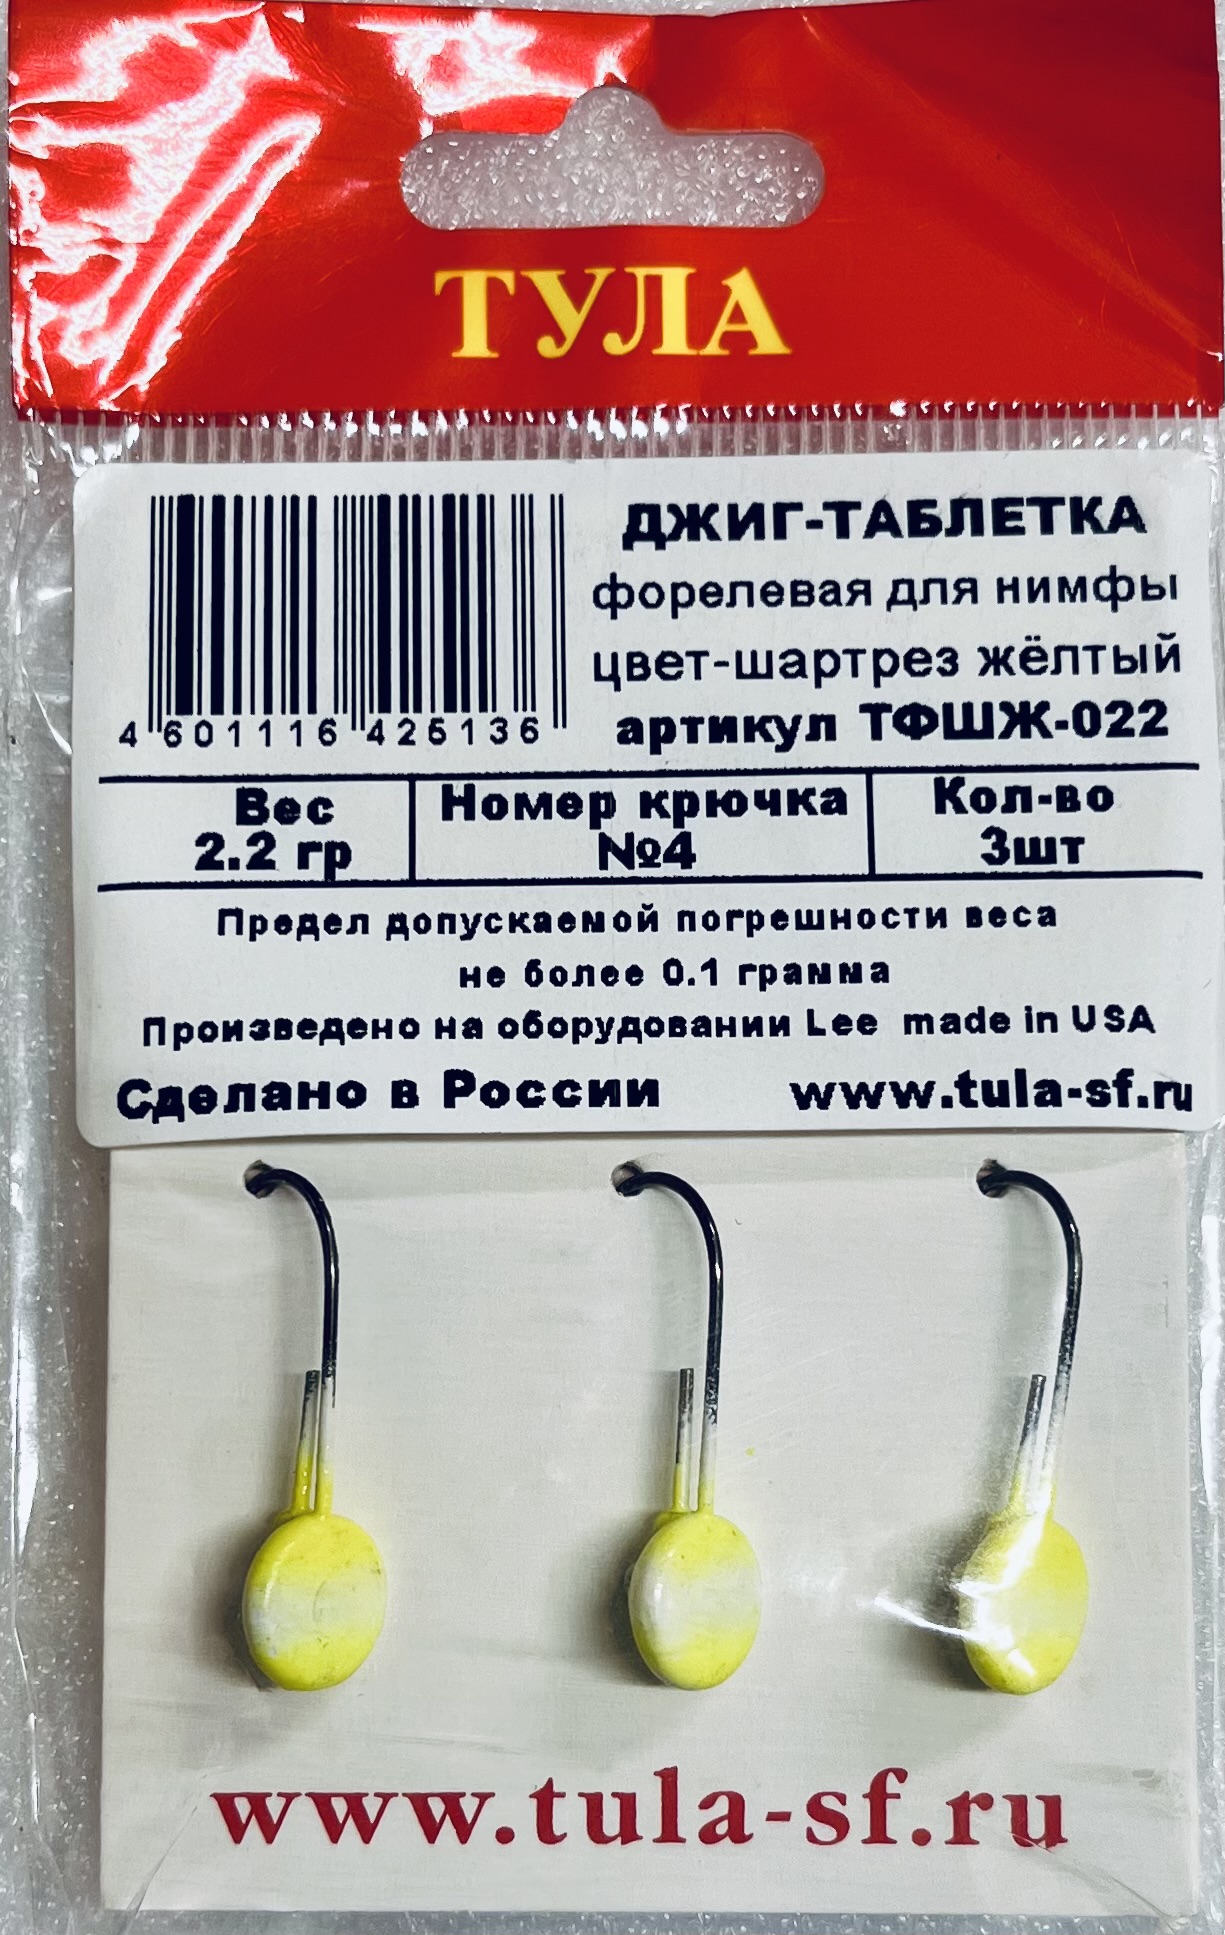 ТУЛА
ДЖИГ-ТАБЛЕТКА
форелевая для нимфы
цвет-шартрез жёлтый
артикул ТФШЖ-022
4 601116 425136
Вес Номер крючка Кол-во
2.2 гр №4 3шт
Предел допускаемой погрешности веса
не более 0.1 грамма
Произведено на оборудовании Lee made in USA
Сделано в России www.tula-sf.ru
www.tula-sf.ru